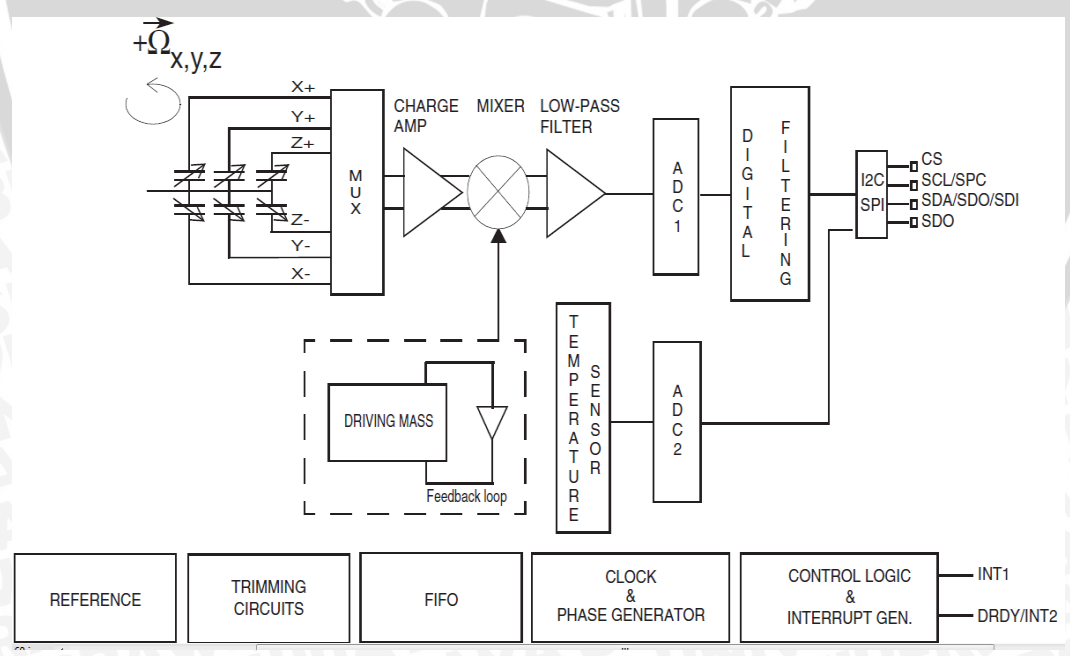 +Ω x,y,z
X+
Y+
Z+
Z-
Y-
X-
MUX
CHARGE
AMP
MIXER
LOW-PASS
FILTER
ADC1
DIGITAL
FILTERING
I2C
SPI
CS
SCL/SPC
SDA/SDO/SDI
SDO
DRIVING MASS
Feedback loop
TEMPERATURE
SENSOR
ADC2
REFERENCE
TRIMMING
CIRCUITS
FIFO
CLOCK
&
PHASE GENERATOR
CONTROL LOGIC
&
INTERRUPT GEN.
INT1
DRDY/INT2